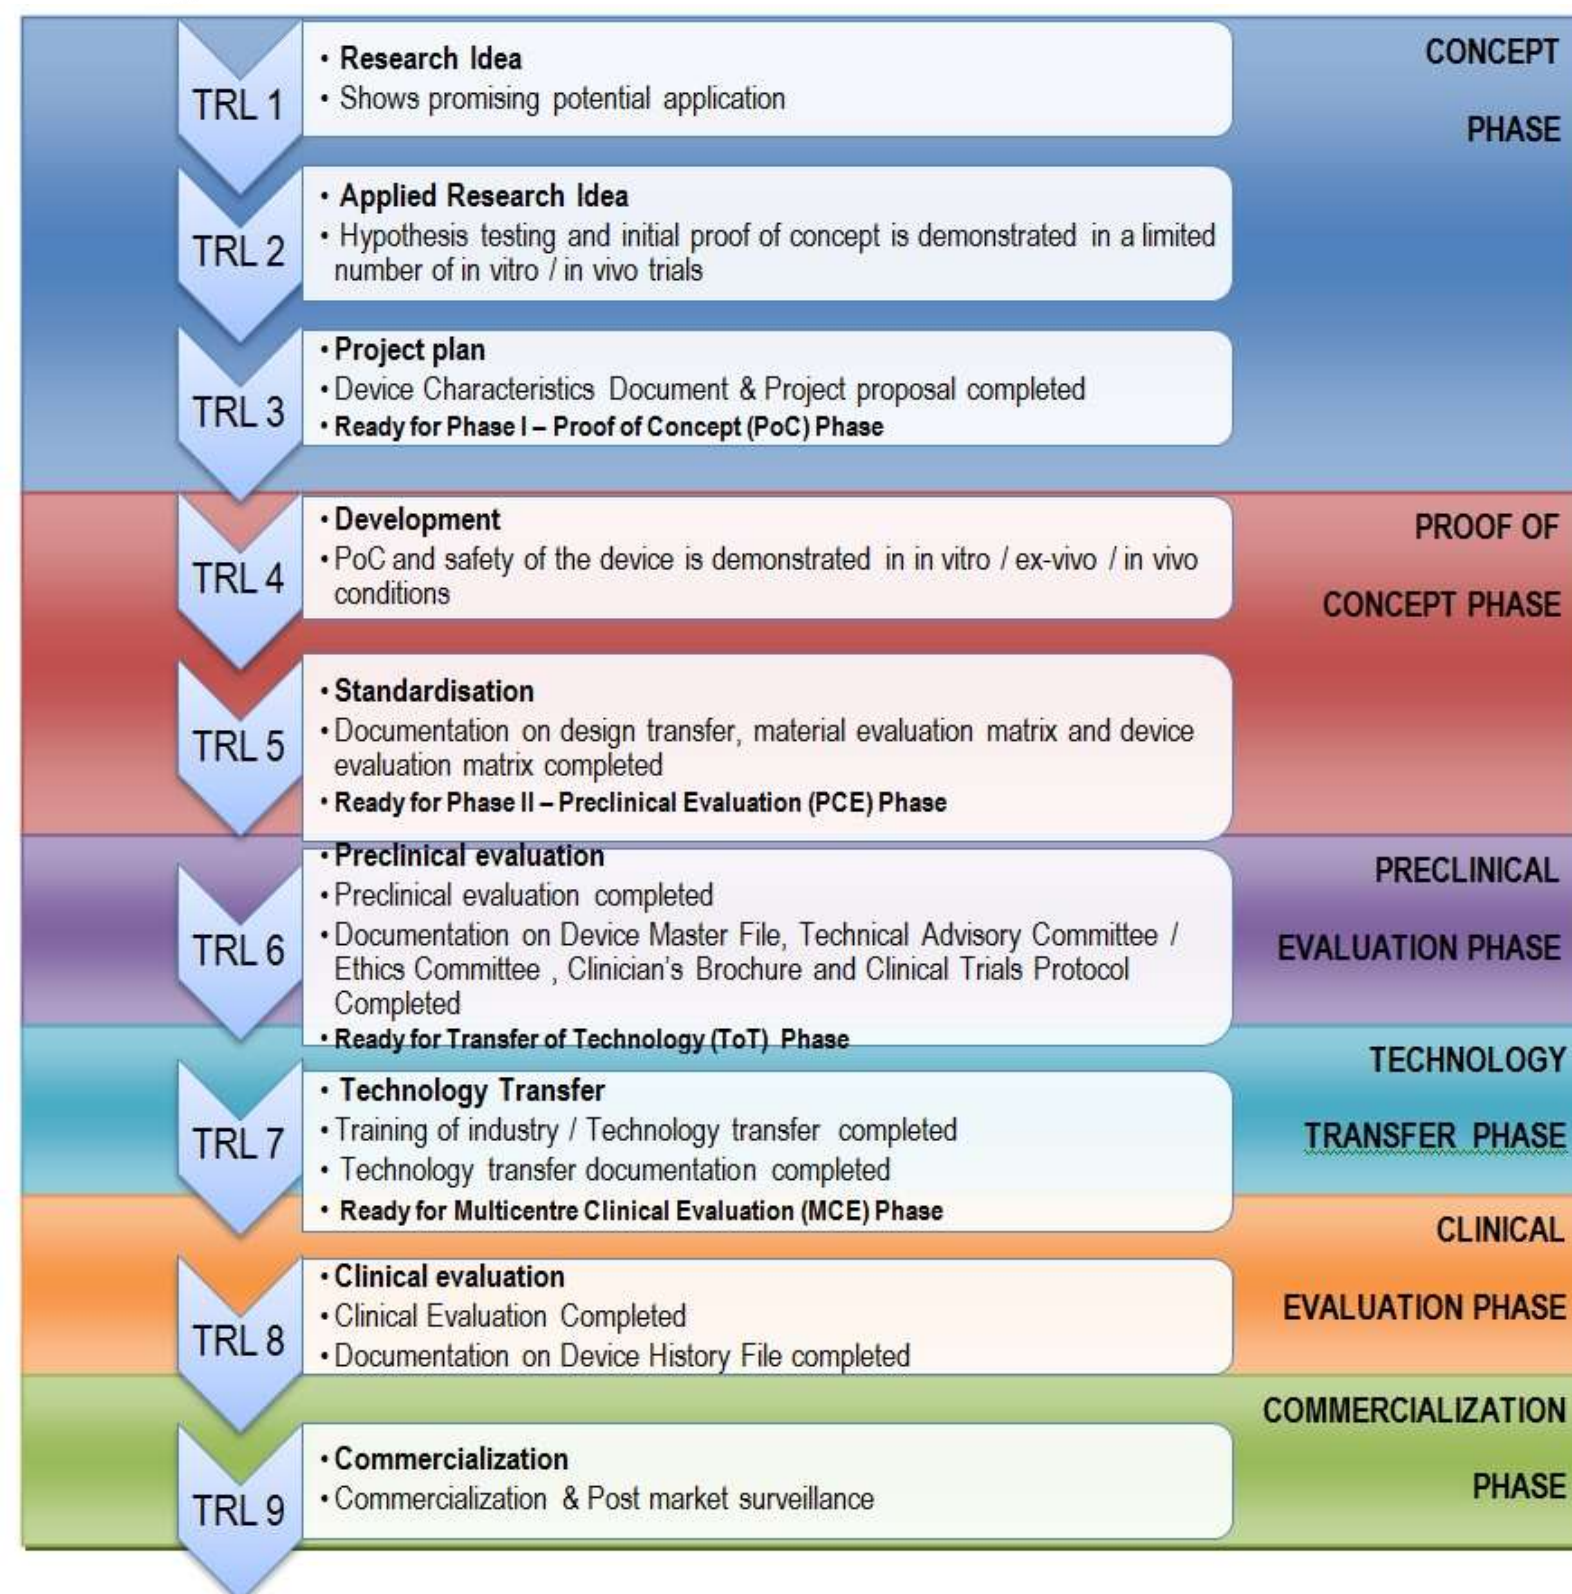 CONCEPT
PHASE
TRL 1
• Research Idea
• Shows promising potential application
TRL 2
• Applied Research Idea
• Hypothesis testing and initial proof of concept is demonstrated in a limited
number of in vitro / in vivo trials
TRL 3
• Project plan
• Device Characteristics Document & Project proposal completed
• Ready for Phase I – Proof of Concept (PoC) Phase
PROOF OF
CONCEPT PHASE
TRL 4
• Development
• PoC and safety of the device is demonstrated in in vitro / ex-vivo / in vivo
conditions
TRL 5
• Standardisation
• Documentation on design transfer, material evaluation matrix and device
evaluation matrix completed
• Ready for Phase II – Preclinical Evaluation (PCE) Phase
PRECLINICAL
EVALUATION PHASE
TRL 6
• Preclinical evaluation
• Preclinical evaluation completed
• Documentation on Device Master File, Technical Advisory Committee /
Ethics Committee , Clinician's Brochure and Clinical Trials Protocol
Completed
• Ready for Transfer of Technology (ToT) Phase
TECHNOLOGY
TRANSFER PHASE
TRL 7
• Technology Transfer
• Training of industry / Technology transfer completed
• Technology transfer documentation completed
• Ready for Multicentre Clinical Evaluation (MCE) Phase
CLINICAL
EVALUATION PHASE
TRL 8
• Clinical evaluation
• Clinical Evaluation Completed
• Documentation on Device History File completed
COMMERCIALIZATION
PHASE
TRL 9
• Commercialization
• Commercialization & Post market surveillance